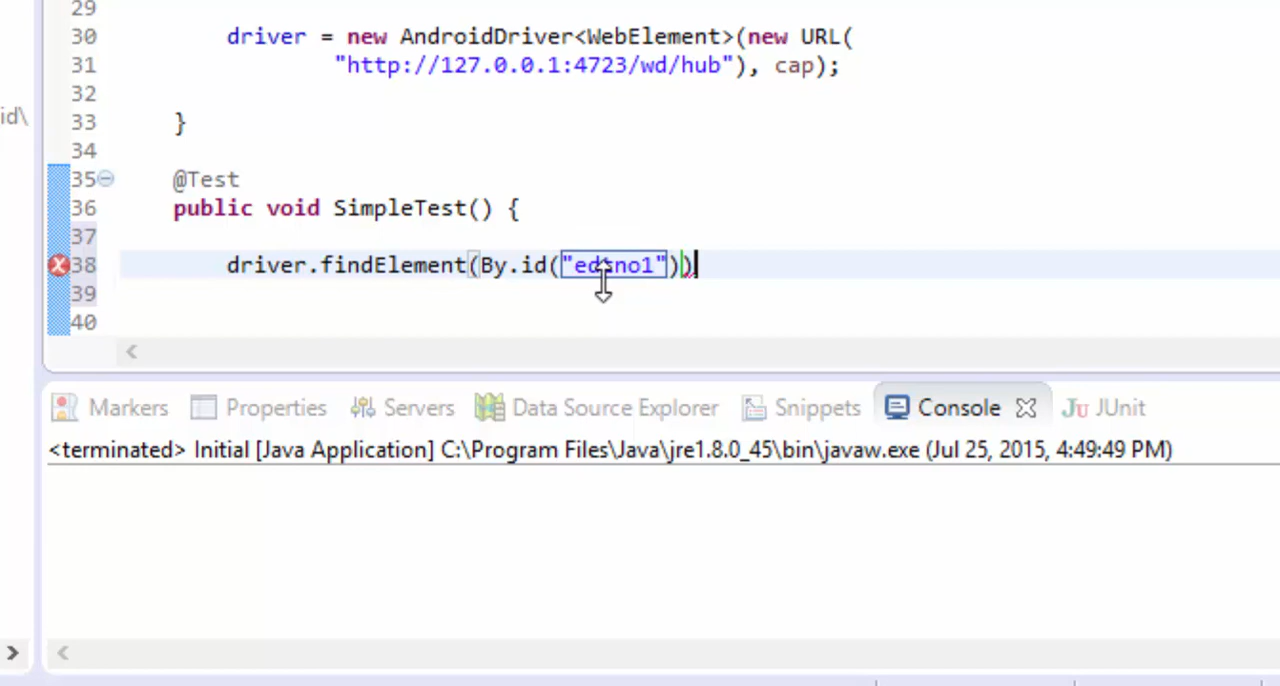 29
30 driver = new AndroidDriver<WebElement>(new URL(
id\
31 "http://127.0.0.1:4723/wd/hub"), cap);
32
33 }
34
35 @Test
36 public void SimpleTest() {
37
38 driver.findElement(By.id("edtno1"))
39
40
Markers Properties Servers Data Source Explorer Snippets Console JUnit
<terminated> Initial [Java Application] C:\Program Files\Java\jre1.8.0_45\bin\javaw.exe (Jul 25, 2015, 4:49:49 PM)